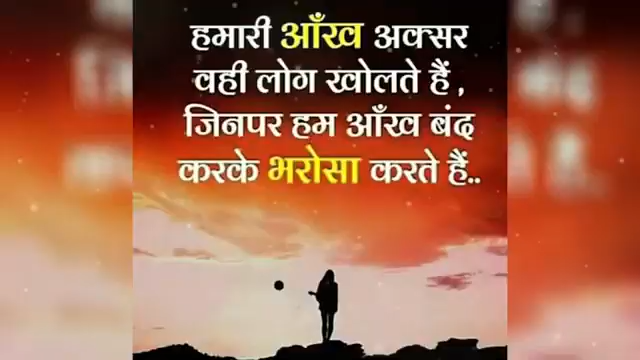 हमारी आँख अक्सर
वही लोग खोलते हैं ,
जिनपर हम आँख बंद
करके भरोसा करते हैं..